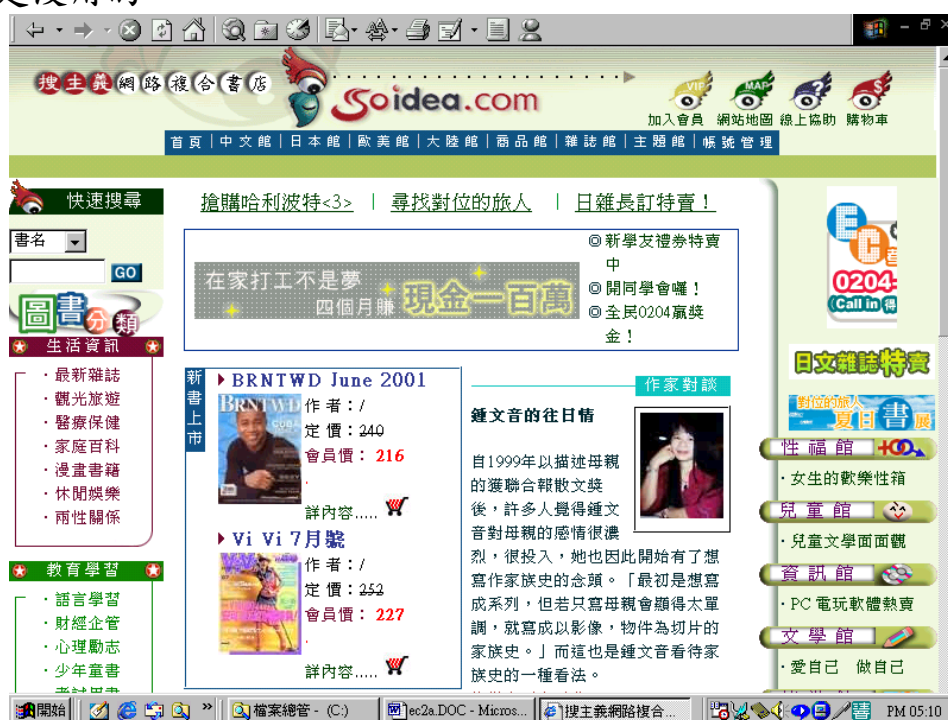 搜主義網路複合書店
Soidea.com
VIP
MAP
加入會員 網站地圖 線上協助 購物車
首頁|中文館|日本館|歐美館|大陸館|商品館|雜誌館|主題館|帳號管理
快速搜尋
書名
GO
圖書分類
生活資訊
·最新雜誌
·觀光旅遊
·醫療保健
·家庭百科
·漫畫書籍
·休閒娛樂
·兩性關係
教育學習
·語言學習
·財經企管
·心理勵志
·少年童書
搶購哈利波特<3> | 尋找對位的旅人 | 日雜長訂特賣！
在家打工不是夢
四個月賺 現金一百萬
◎新學友禮券特賣
中
◎開同學會囉！
◎全民0204贏獎
金！
新書上市
BRNTWD June 2001
BRNTWD
作者：/
定價：240
會員價：216
詳內容.....
Vi Vi 7月號
作者：/
定價：252
會員價：227
詳內容.....
作家對談
鍾文音的往日情
自1999年以描述母親
的獲聯合報散文獎
後，許多人覺得鍾文
音對母親的感情很濃
烈，很投入，她也因此開始有了想
寫作家族史的念頭。「最初是想寫
成系列，但若只寫母親會顯得太單
調，就寫成以影像，物件為切片的
家族史。」而這也是鍾文音看待家
族史的一種看法。
0204-
(Call in 得
日文雜誌特賣
對位的旅人
夏日書展
性福館
·女生的歡樂性箱
兒童館
·兒童文學面面觀
資訊館
·PC電玩軟體熱賣
文學館
·愛自己 做自己
開始
檔案總管 - (C:)
ec2a.DOC - Micros...
搜主義網路複合...
PM 05:10